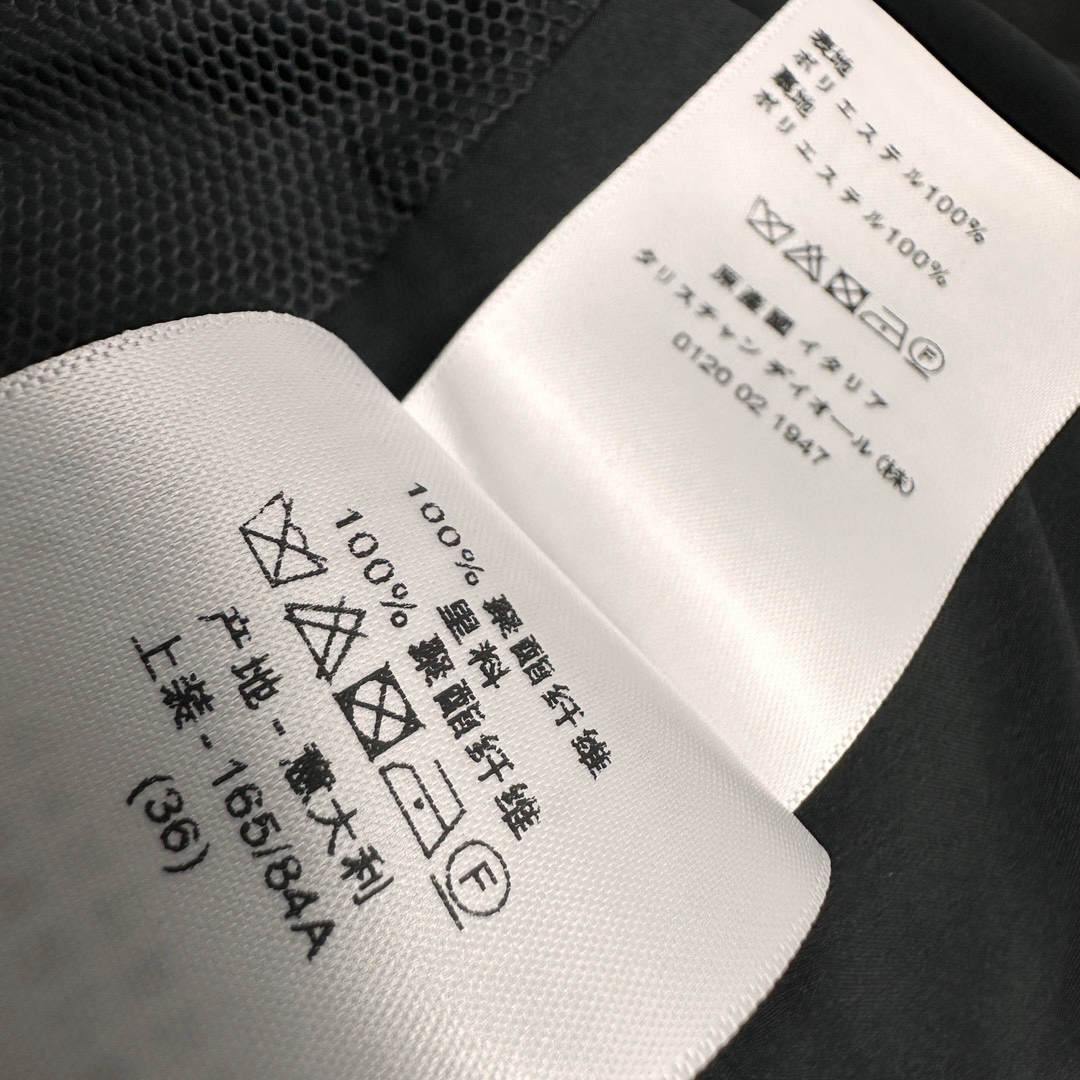 表地
ポリエステル100%
裏地
ポリエステル100%
原産國 イタリア
クリスチャン ディオール(株)
0120 02 1947
100% 聚酯纤维
里料
100% 聚酯纤维
F
产地 - 意大利
上装 - 165/84A
(36)
F